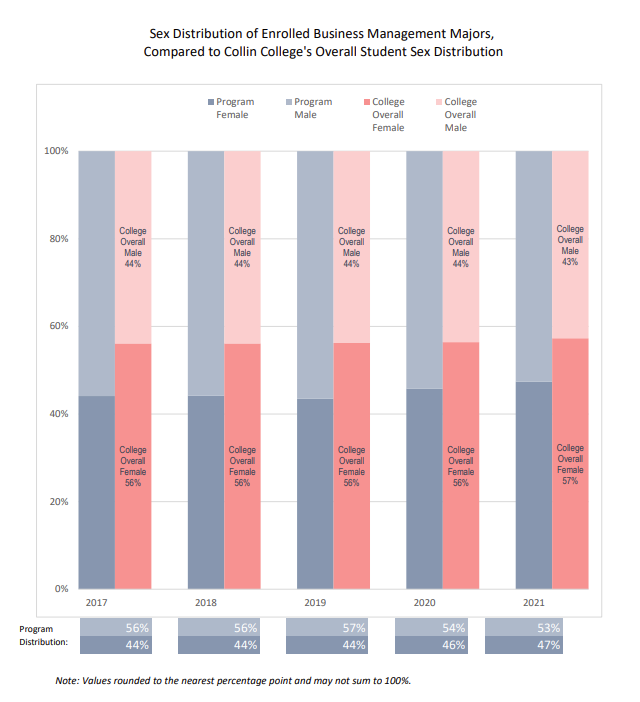 Sex Distribution of Enrolled Business Management Majors,
Compared to Collin College's Overall Student Sex Distribution
Program
Female
Program
Male
College
Overall
Female
College
Overall
Male
100%
80%
60%
40%
20%
0%
College
Overall
Male
44%
College
Overall
Male
44%
College
Overall
Male
44%
College
Overall
Male
44%
College
Overall
Male
43%
College
Overall
Female
56%
College
Overall
Female
56%
College
Overall
Female
56%
College
Overall
Female
56%
College
Overall
Female
57%
2017 2018 2019 2020 2021
Program
Distribution:
56% 56% 57% 54% 53%
44% 44% 44% 46% 47%
Note: Values rounded to the nearest percentage point and may not sum to 100%.